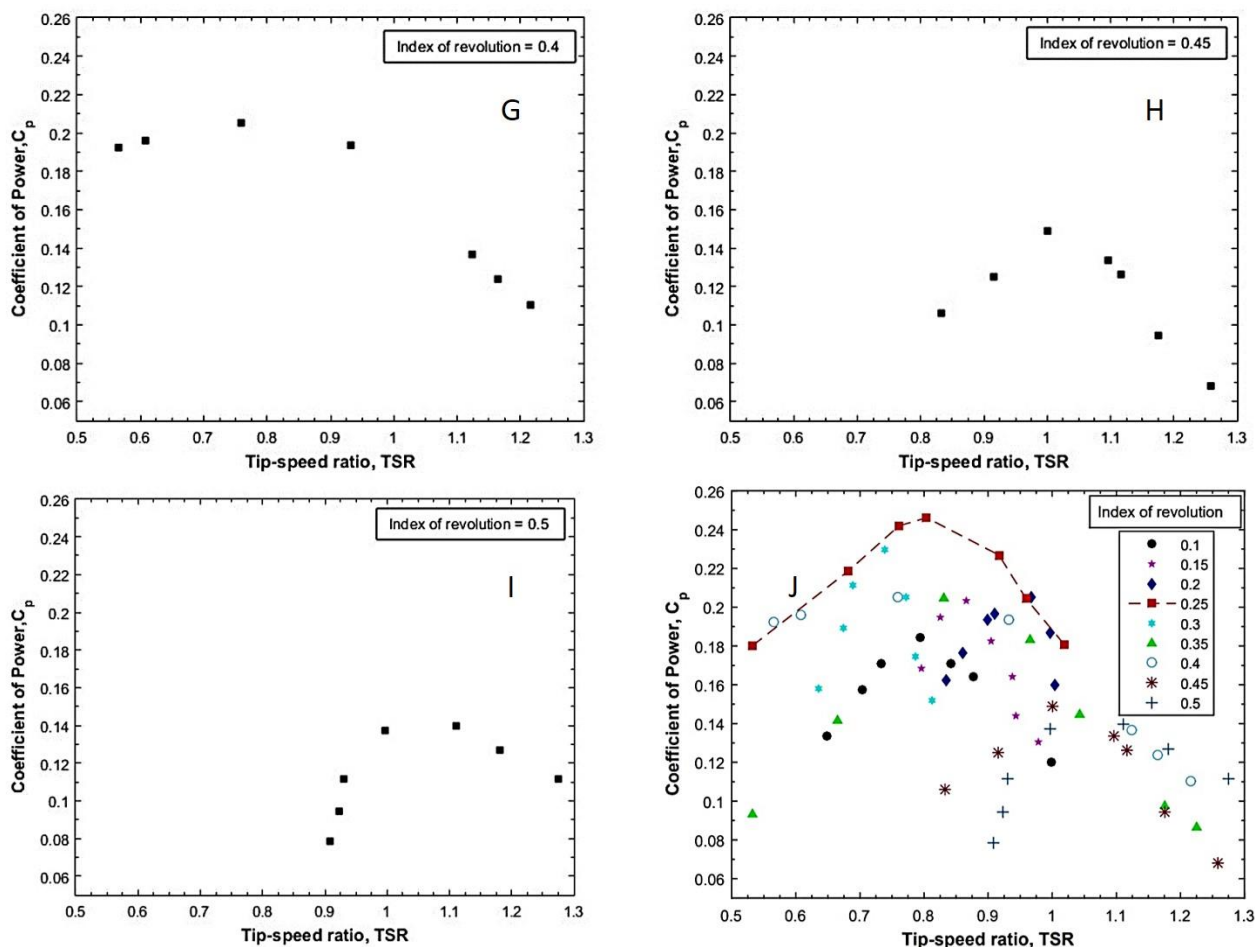 Index of revolution = 0.4
G
0.26
0.24
0.22
0.2
0.18
0.16
0.14
0.12
0.1
0.08
0.06
Coefficient of Power,C_p
0.5 0.6 0.7 0.8 0.9 1 1.1 1.2 1.3
Tip-speed ratio, TSR
Index of revolution = 0.45
H
0.26
0.24
0.22
0.2
0.18
0.16
0.14
0.12
0.1
0.08
0.06
Coefficient of Power,C_p
0.5 0.6 0.7 0.8 0.9 1 1.1 1.2 1.3
Tip-speed ratio, TSR
Index of revolution = 0.5
I
0.26
0.24
0.22
0.2
0.18
0.16
0.14
0.12
0.1
0.08
0.06
Coefficient of Power,C_p
0.5 0.6 0.7 0.8 0.9 1 1.1 1.2 1.3
Tip-speed ratio, TSR
Index of revolution
0.1
0.15
0.2
0.25
0.3
0.35
0.4
0.45
0.5
J
0.26
0.24
0.22
0.2
0.18
0.16
0.14
0.12
0.1
0.08
0.06
Coefficient of Power, C_p
0.5 0.6 0.7 0.8 0.9 1 1.1 1.2 1.3
Tip-speed ratio, TSR